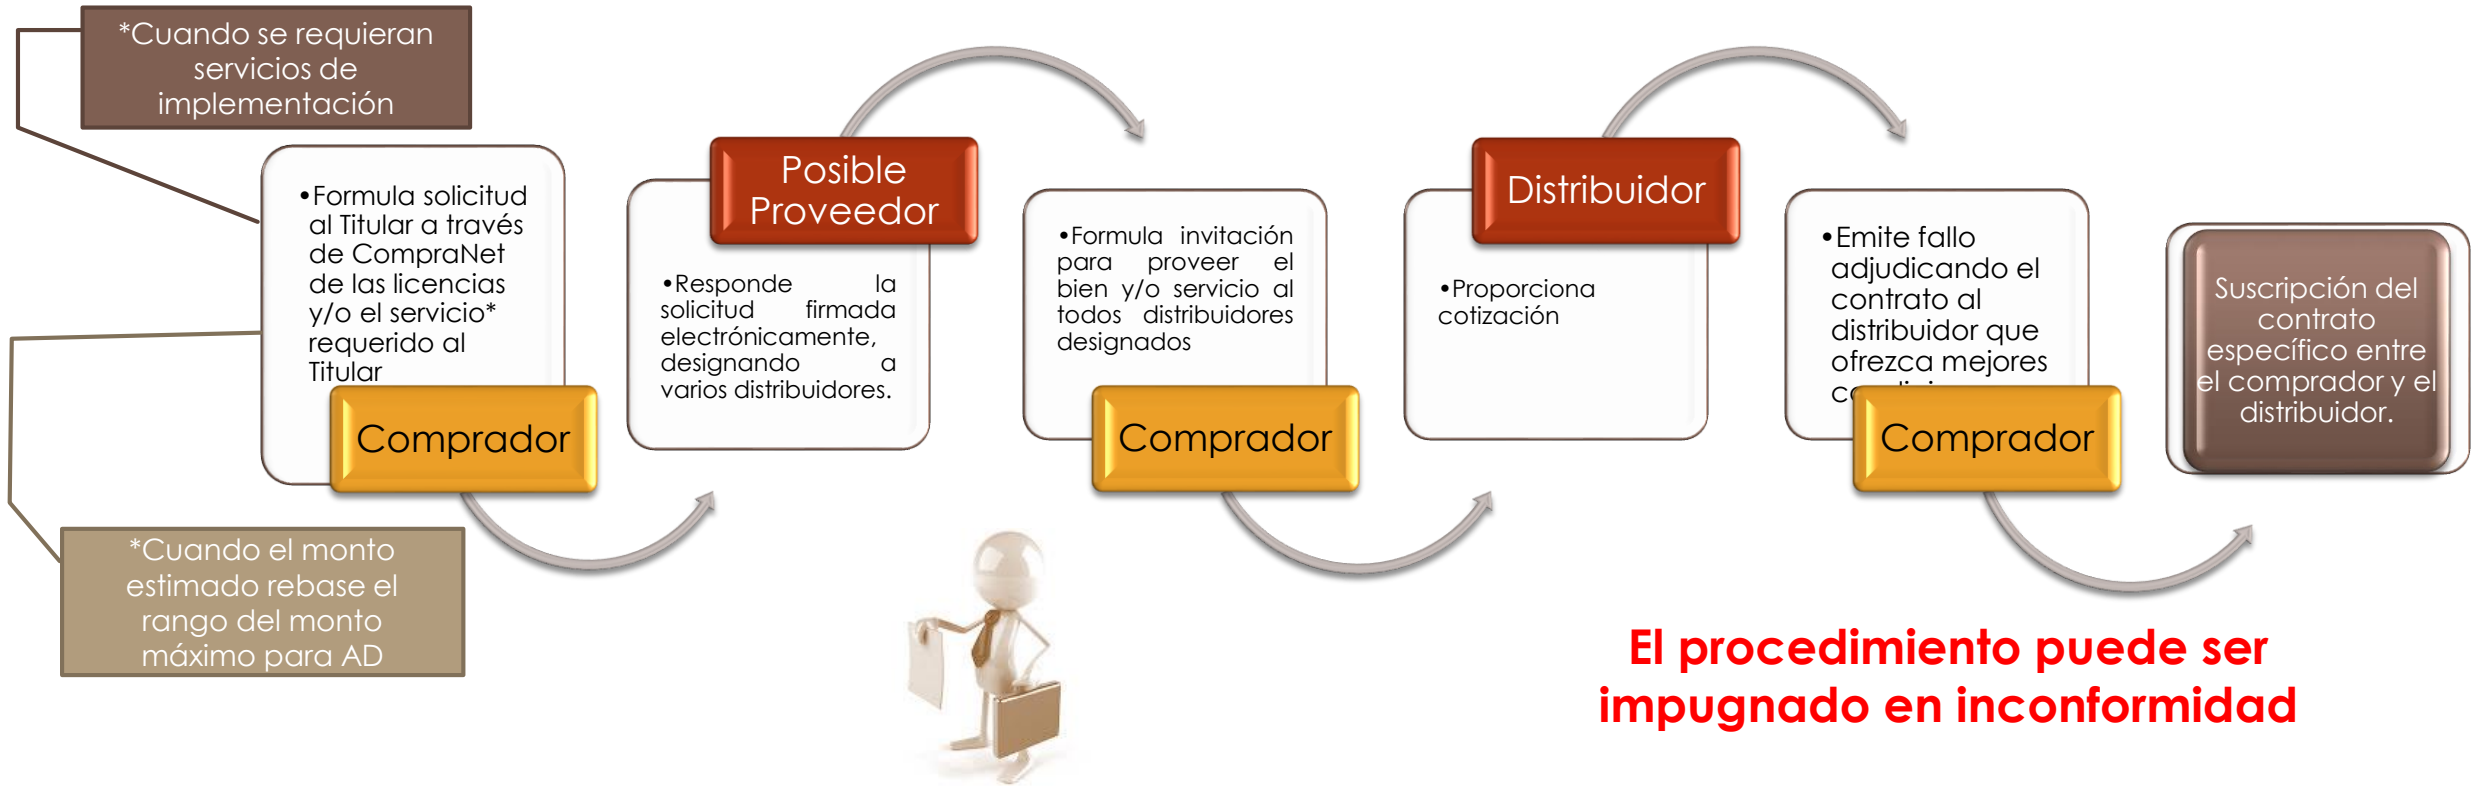 *Cuando se requieran
servicios de
implementación
•Formula solicitud
al Titular a través
de CompraNet
de las licencias
y/o el servicio*
requerido al
Titular
Comprador
*Cuando el monto
estimado rebase el
rango del monto
máximo para AD
Posible
Proveedor
•Responde la
solicitud firmada
electrónicamente,
designando a
varios distribuidores.
•Formula invitación
para proveer el
bien y/o servicio al
todos distribuidores
designados
Comprador
Distribuidor
•Proporciona
cotización
•Emite fallo
adjudicando el
contrato al
distribuidor que
ofrezca mejores
Comprador
Suscripción del
contrato
específico entre
el comprador y el
distribuidor.
El procedimiento puede ser
impugnado en inconformidad